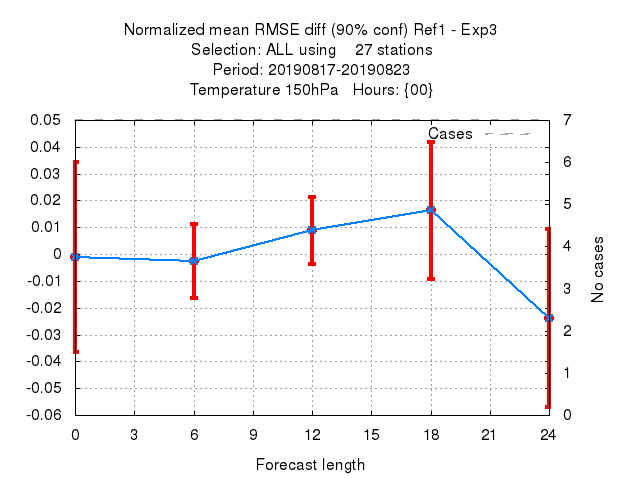 Normalized mean RMSE diff (90% conf) Ref1 - Exp3
Selection: ALL using    27 stations
Period: 20190817-20190823
Temperature 150hPa   Hours: {00}
Cases
0.05
0.04
0.03
0.02
0.01
0
-0.01
-0.02
-0.03
-0.04
-0.05
-0.06
7
6
5
4
3
2
1
0
No cases
0 3 6 9 12 15 18 21 24
Forecast length